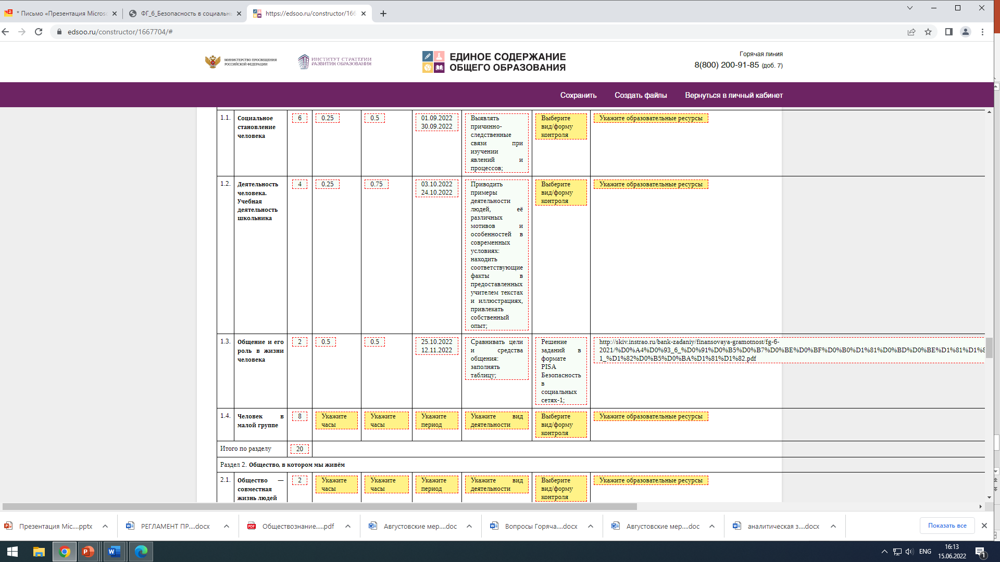 * Письмо «Презентация Microso
ФГ_6_Безопасность в социальны
https://edsoo.ru/constructor/166
edsoo.ru/constructor/1667704/#
МИНИСТЕРСТВО ПРОСВЕЩЕНИЯ
РОССИЙСКОЙ ФЕДЕРАЦИИ
ИНСТИТУТ СТРАТЕГИИ
РАЗВИТИЯ ОБРАЗОВАНИЯ
ЕДИНОЕ СОДЕРЖАНИЕ
ОБЩЕГО ОБРАЗОВАНИЯ
Горячая линия
8(800) 200-91-85 (доб. 7)
Сохранить
Создать файлы
Вернуться в личный кабинет
1.1.
Социальное
становление
человека
6
0.25
0.5
01.09.2022
30.09.2022
Выявлять
причинно-
следственные
связи при
изучении
явлений и
процессов;
Выберите
вид/форму
контроля
Укажите образовательные ресурсы
1.2.
Деятельность
человека.
Учебная
деятельность
школьника
4
0.25
0.75
03.10.2022
24.10.2022
Приводить
примеры
деятельности
людей, её
различных
мотивов и
особенностей в
современных
условиях:
находить
соответствующие
факты в
предоставленных
учителем текстах
и иллюстрациях,
привлекать
собственный
опыт;
Выберите
вид/форму
контроля
Укажите образовательные ресурсы
1.3.
Общение и его
роль в жизни
человека
2
0.5
0.5
25.10.2022
12.11.2022
Сравнивать цели
и средства
общения:
заполнять
таблицу;
Решение
заданий в
формате
PISA
Безопасность
в
социальных
сетях-1;
http://skiv.instrao.ru/bank-zadaniy/finansovaya-gramotnost/fg-6-
2021/%D0%A4%D0%93_6_%D0%91%D0%B5%D0%B7%D0%BE%D0%BF%D0%B0%D1%81%D0%BD%D0%BE%D1%81%D1%8
1_%D1%82%D0%B5%D0%BA%D1%81%D1%82.pdf
1.4.
Человек в
малой группе
8
Укажите
часы
Укажите
часы
Укажите
период
Укажите вид
деятельности
Выберите
вид/форму
контроля
Укажите образовательные ресурсы
Итого по разделу
20
Раздел 2. Общество, в котором мы живём
2.1.
Общество —
совместная
жизнь людей
2
Укажите
часы
Укажите
часы
Укажите
период
Укажите вид
деятельности
Выберите
вид/форму
контроля
Укажите образовательные ресурсы
Презентация Mic....pptx
РЕГЛАМЕНТ ПР....docx
Обществознание.....pdf
Августовские мер....doc
Вопросы Горяча....docx
Августовские мер....doc
аналитическая з....docx
Показать все
ENG
16:13
15.06.2022
1